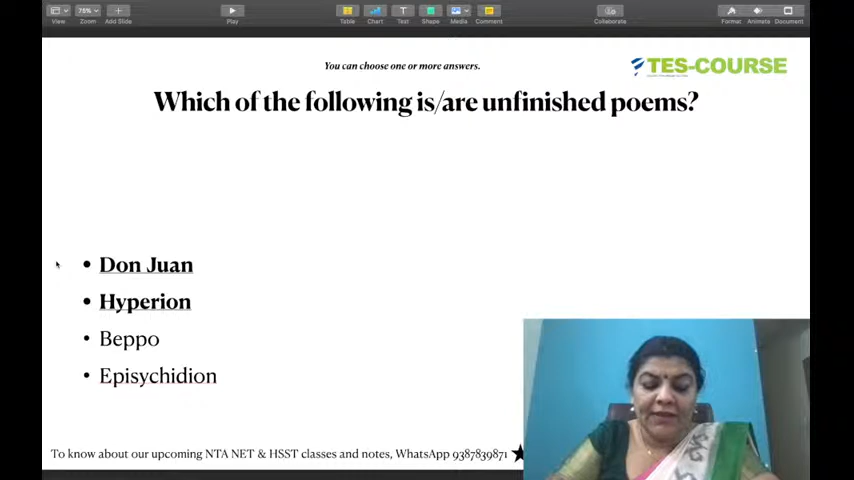 View
Zoom
Add Slide
Play
Table
Chart
Text
Shape
Media
Comment
Collaborate
Format
Animate
Document
75%
You can choose one or more answers.
TES-COURSE
Which of the following is/are unfinished poems?
• Don Juan
• Hyperion
• Beppo
• Episychidion
To know about our upcoming NTA NET & HSST classes and notes, WhatsApp 9387839871